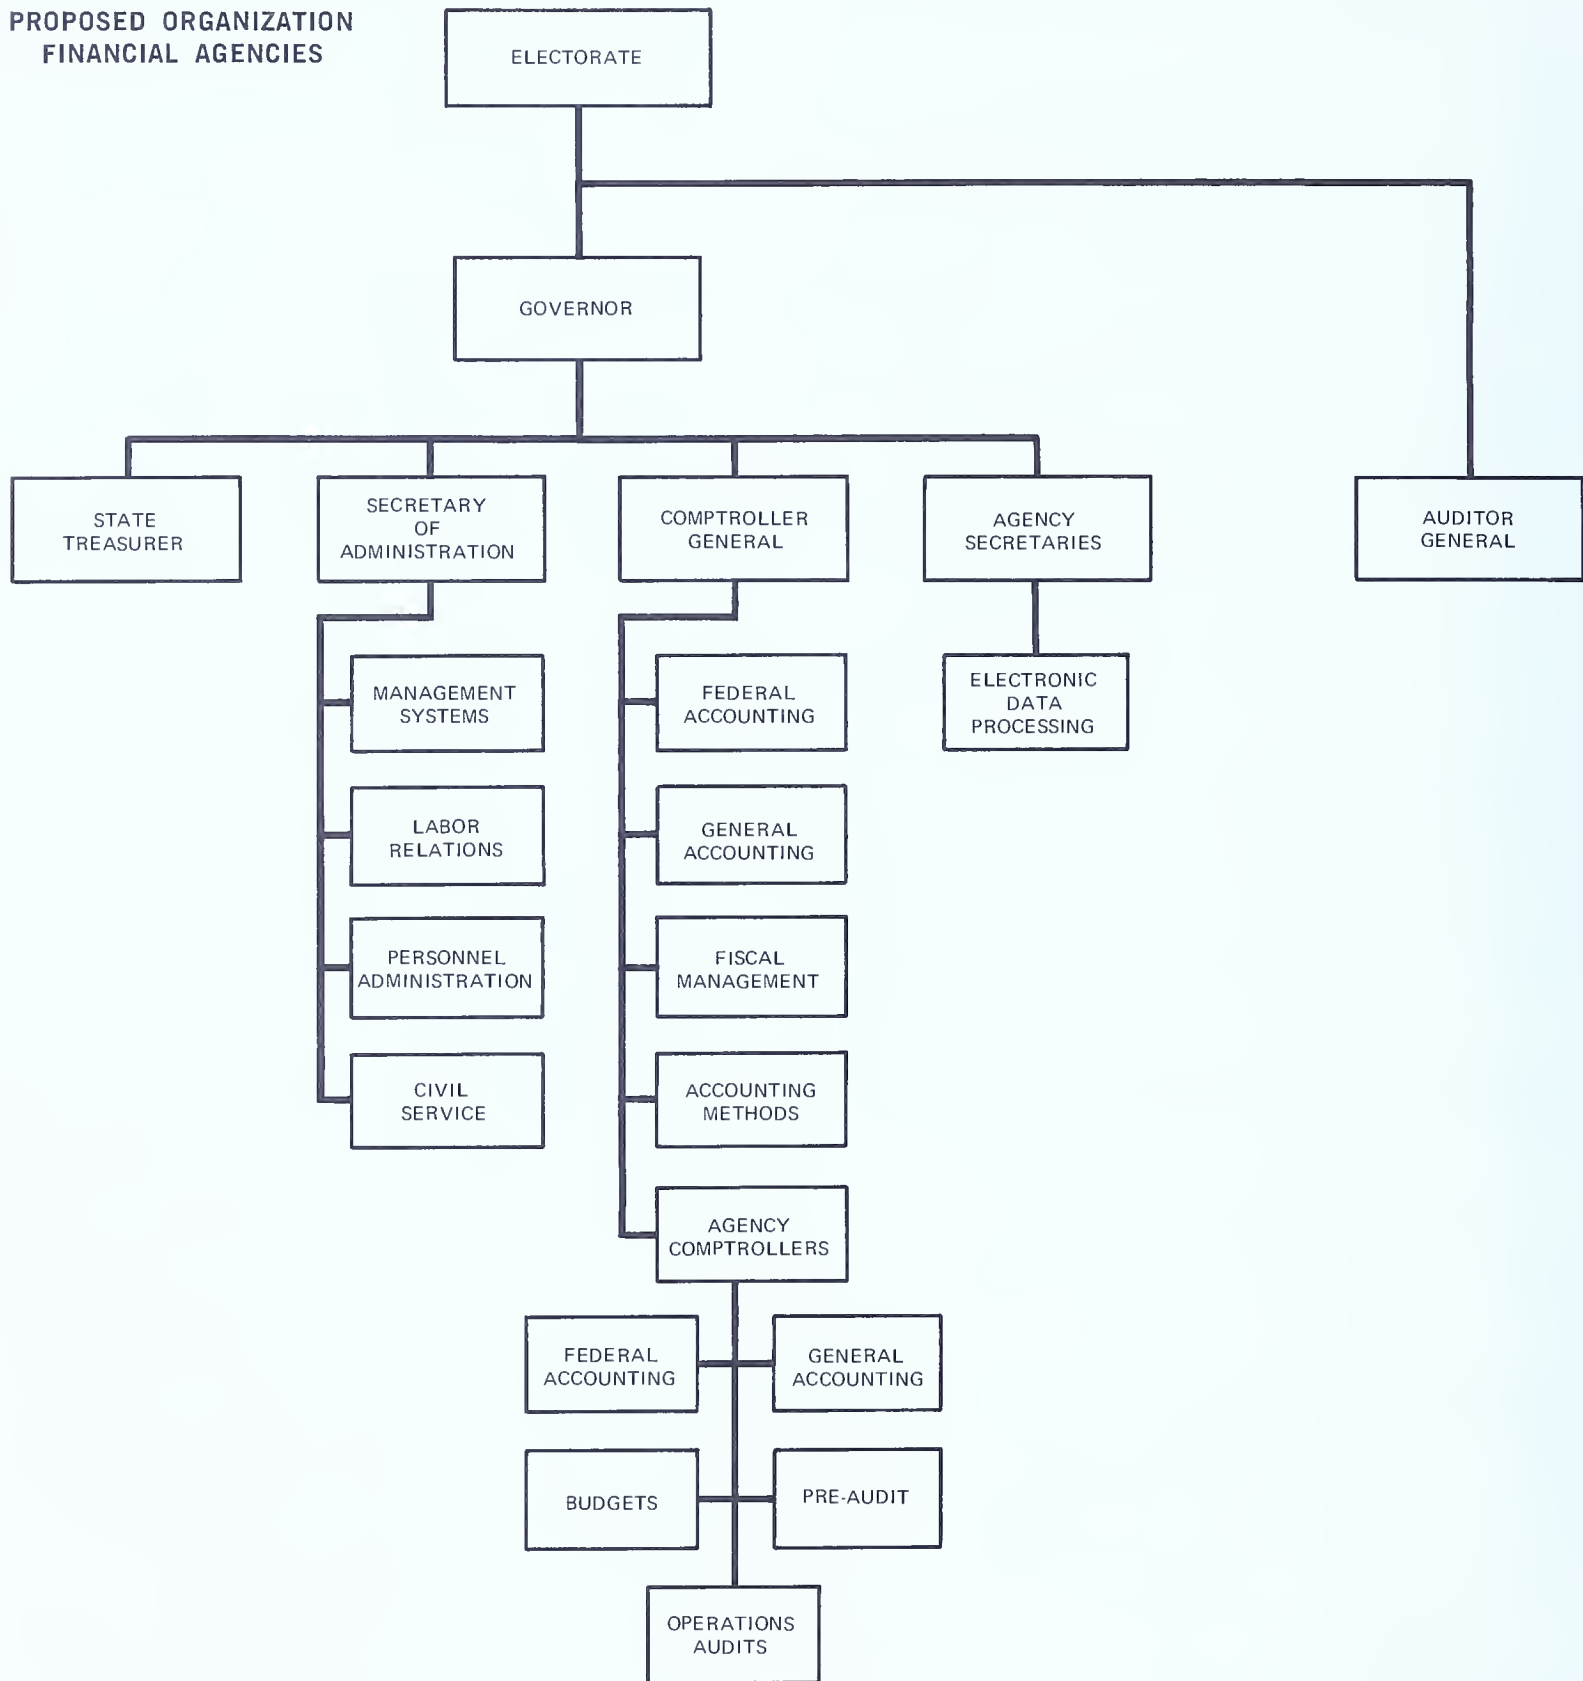 PROPOSED ORGANIZATION
FINANCIAL AGENCIES
ELECTORATE
GOVERNOR
STATE
TREASURER
SECRETARY
OF
ADMINISTRATION
COMPTROLLER
GENERAL
AGENCY
SECRETARIES
AUDITOR
GENERAL
MANAGEMENT
SYSTEMS
LABOR
RELATIONS
PERSONNEL
ADMINISTRATION
CIVIL
SERVICE
FEDERAL
ACCOUNTING
GENERAL
ACCOUNTING
FISCAL
MANAGEMENT
ACCOUNTING
METHODS
AGENCY
COMPTROLLERS
ELECTRONIC
DATA
PROCESSING
FEDERAL
ACCOUNTING
GENERAL
ACCOUNTING
BUDGETS
PRE-AUDIT
OPERATIONS
AUDITS